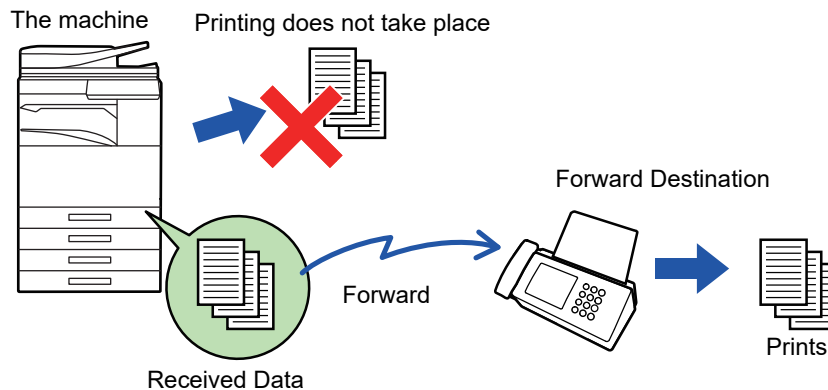 The machine
Printing does not take place
Forward Destination
Forward
Prints
Received Data